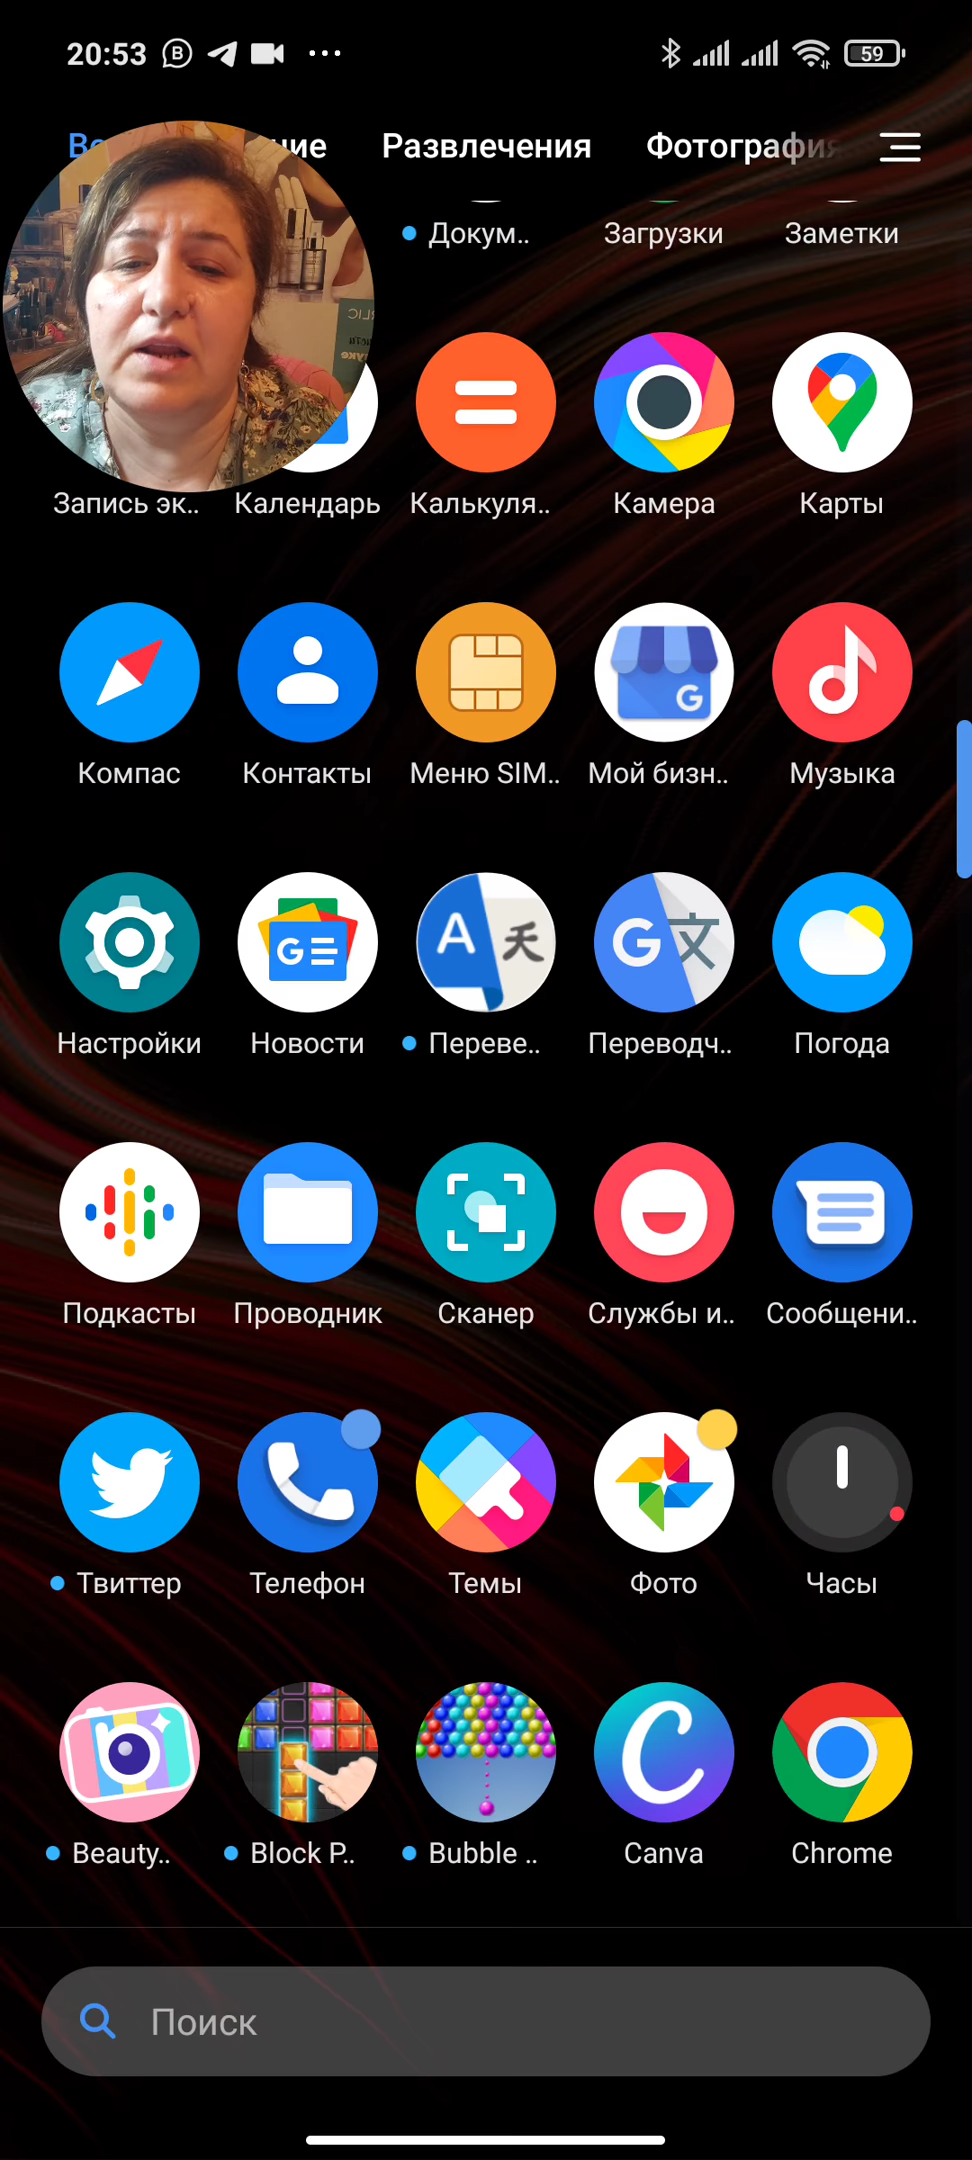 20:53 59
Развлечения
Докум.. Загрузки Заметки
Запись эк.. Календарь Калькуля.. Камера Карты
Компас Контакты Меню SIM.. Мой бизн.. Музыка
Настройки Новости Переве.. Переводч.. Погода
Подкасты Проводник Сканер Службы и.. Сообщени..
Твиттер Телефон Темы Фото Часы
Beauty.. Block P.. Bubble .. Canva Chrome
Поиск